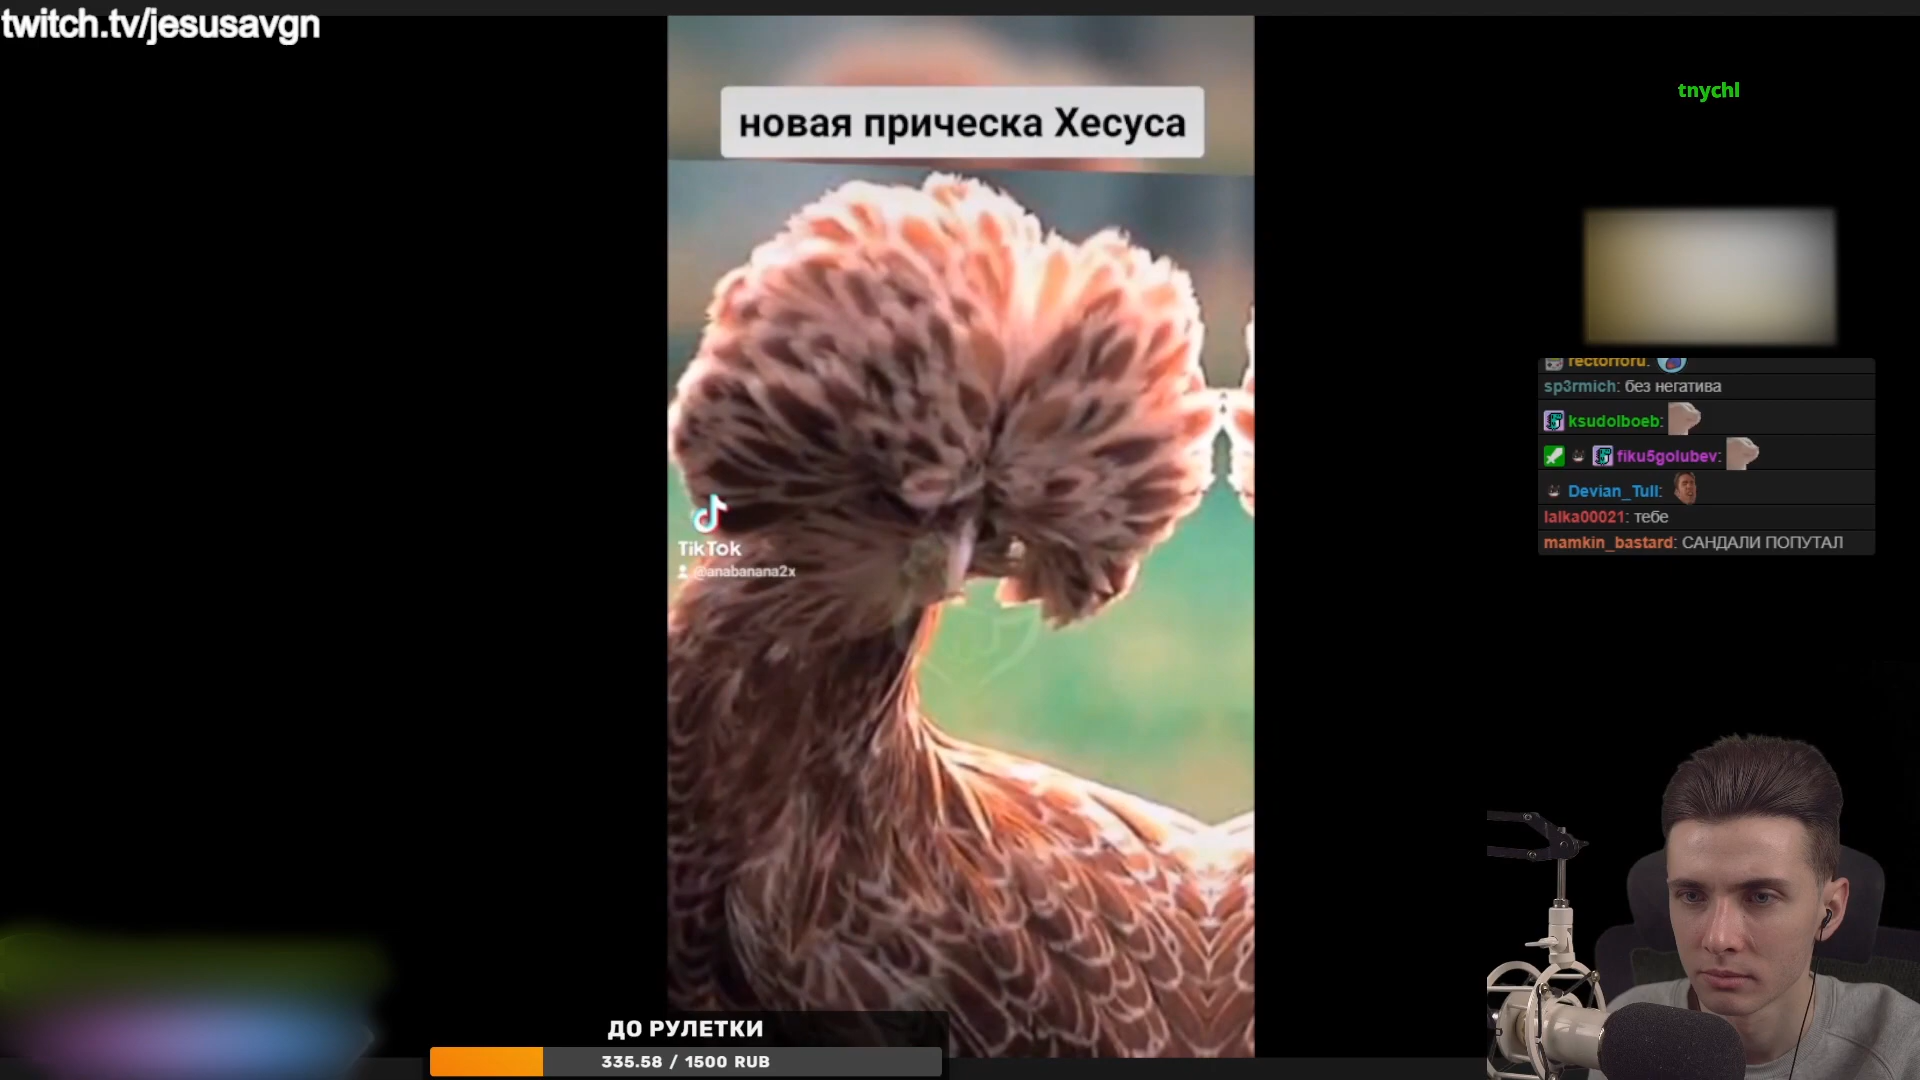 twitch.tv/jesusavgn
новая прическа Хесуса
tnychl
rectorforu:
sp3rmich: без негатива
ksudolboeb:
fiku5golubev:
Devian_Tull:
lalka00021: тебе
mamkin_bastard: САНДАЛИ ПОПУТАЛ
TikTok
@anabanana2x
ДО РУЛЕТКИ
335.58 / 1500 RUB